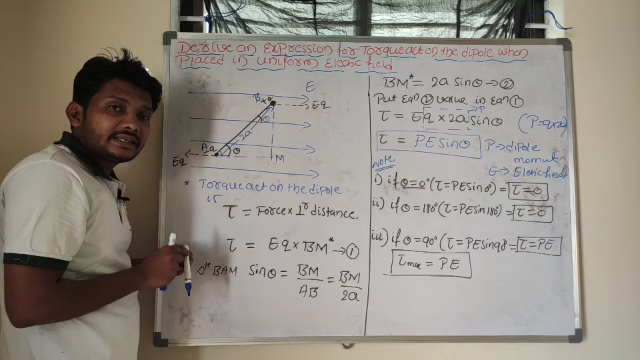 Derive an Expression for Torque act on the dipole when
Placed in uniform Electric field
E
B
Eq
θ
2a
Aa
θ
Eq
M
* Torque act on the dipole
is
τ = Force x 1r distance.
τ = Eq x BM* → ①
BAM Sinθ = BM/AB = BM/2a
BM* = 2a sinθ → ②
Put Eqn ② value in eqn ①
τ = Eq x 2a sinθ
τ = PE sinθ
P → dipole
moment
E → Electric field
note
i) if θ = 0° (τ = PE sin 0°) τ = 0
ii) if θ = 180° (τ = PE sin 180°) τ = 0
iii) if θ = 90° (τ = PE sin 90 = τ = PE
τmax = PE